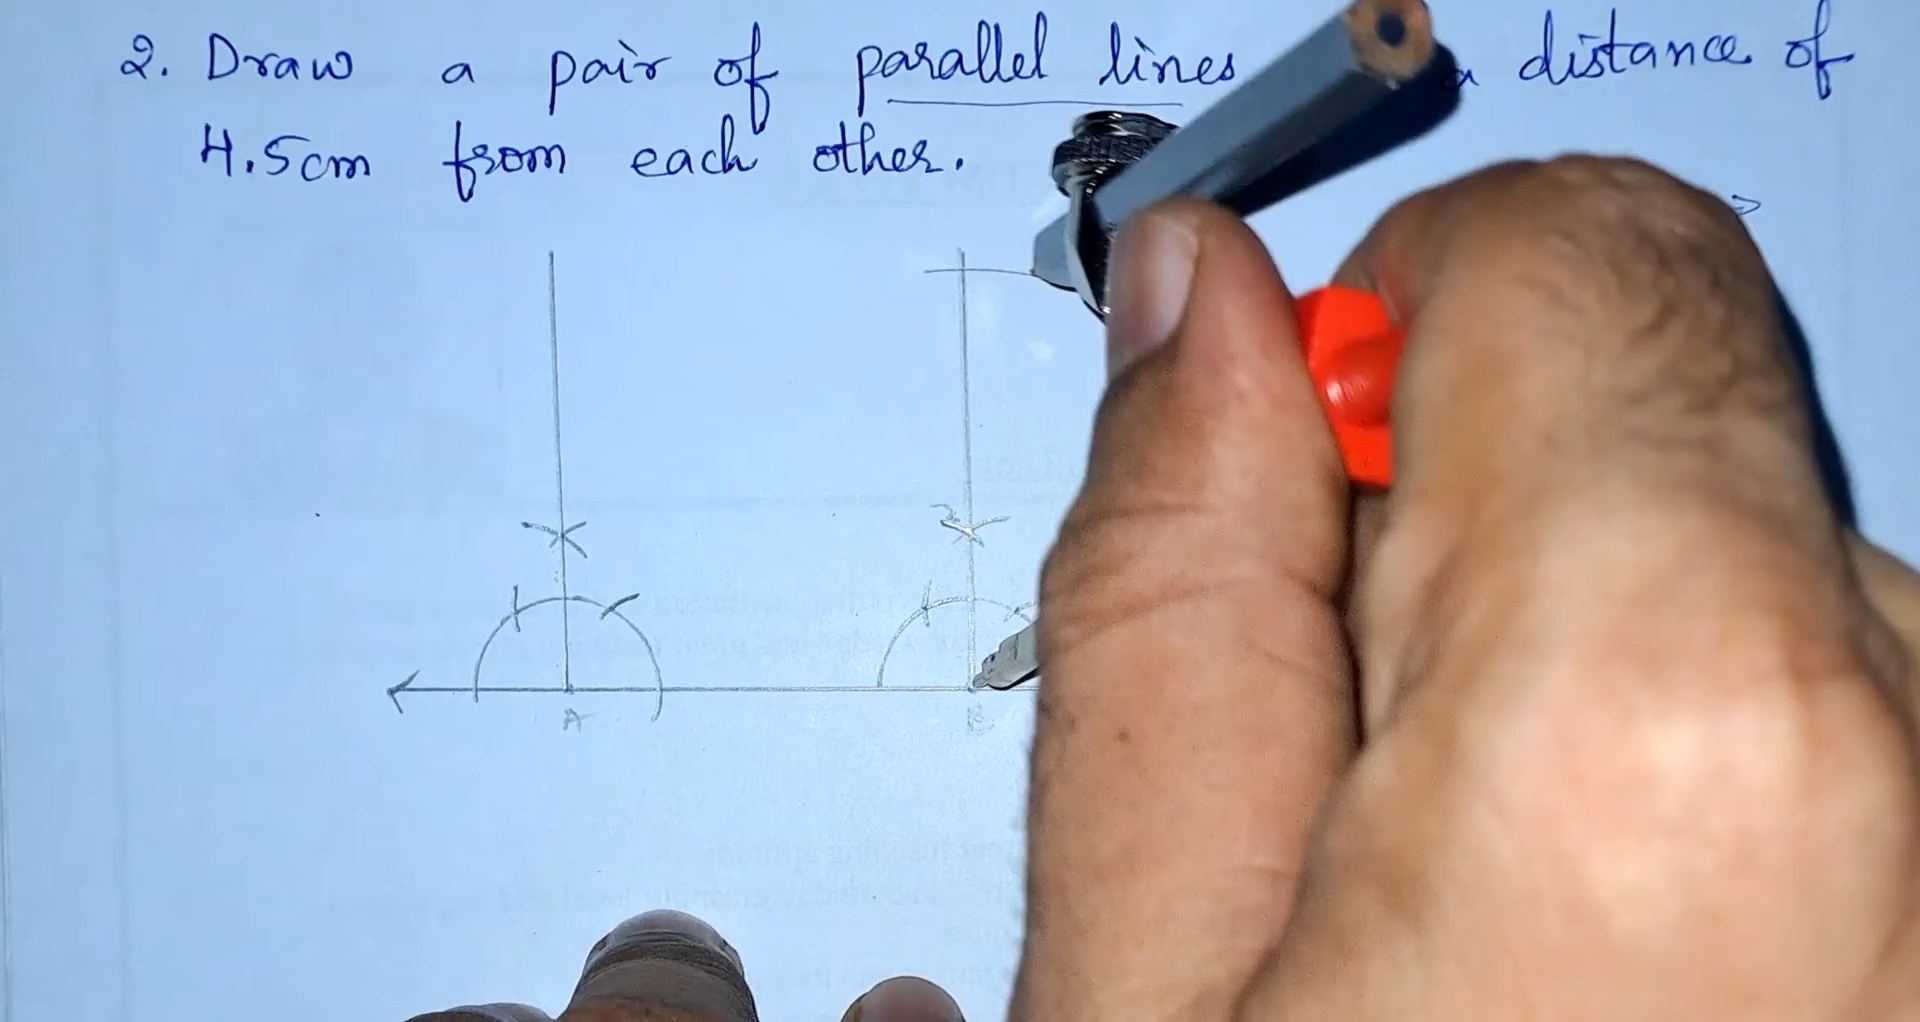 2. Draw a pair of parallel lines a distance of
4.5cm from each other.
A B